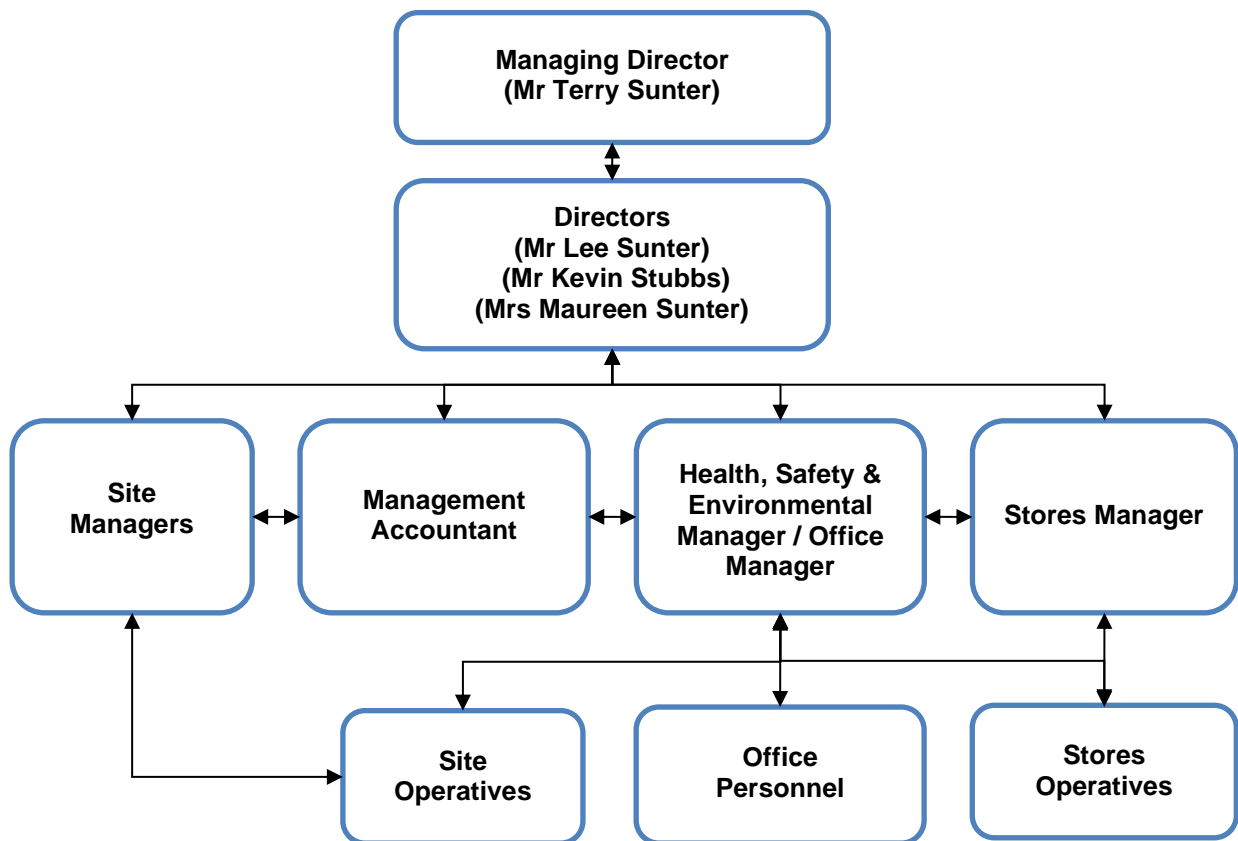 Managing Director
(Mr Terry Sunter)
Directors
(Mr Lee Sunter)
(Mr Kevin Stubbs)
(Mrs Maureen Sunter)
Site
Managers
Management
Accountant
Health, Safety &
Environmental
Manager / Office
Manager
Stores Manager
Site
Operatives
Office
Personnel
Stores
Operatives